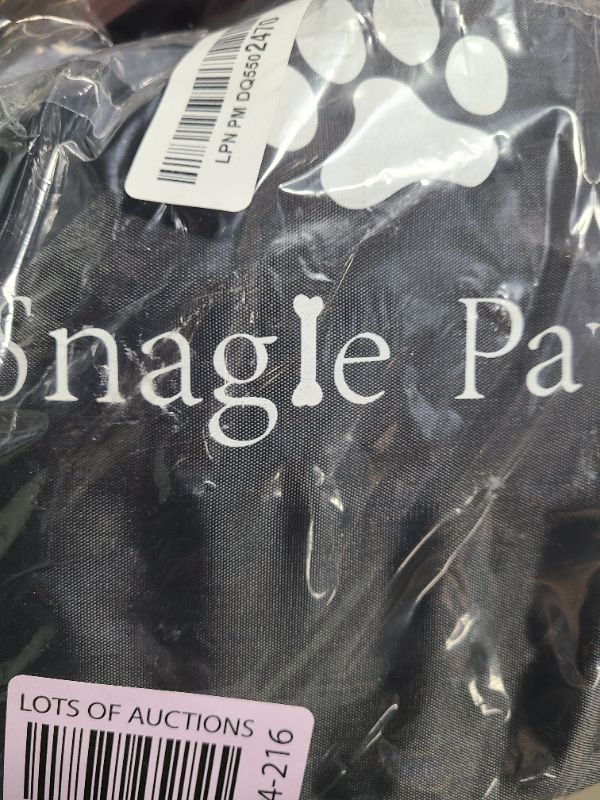 LPN PM DQ5502470
Snagle Pa
LOTS OF AUCTIONS
4-216